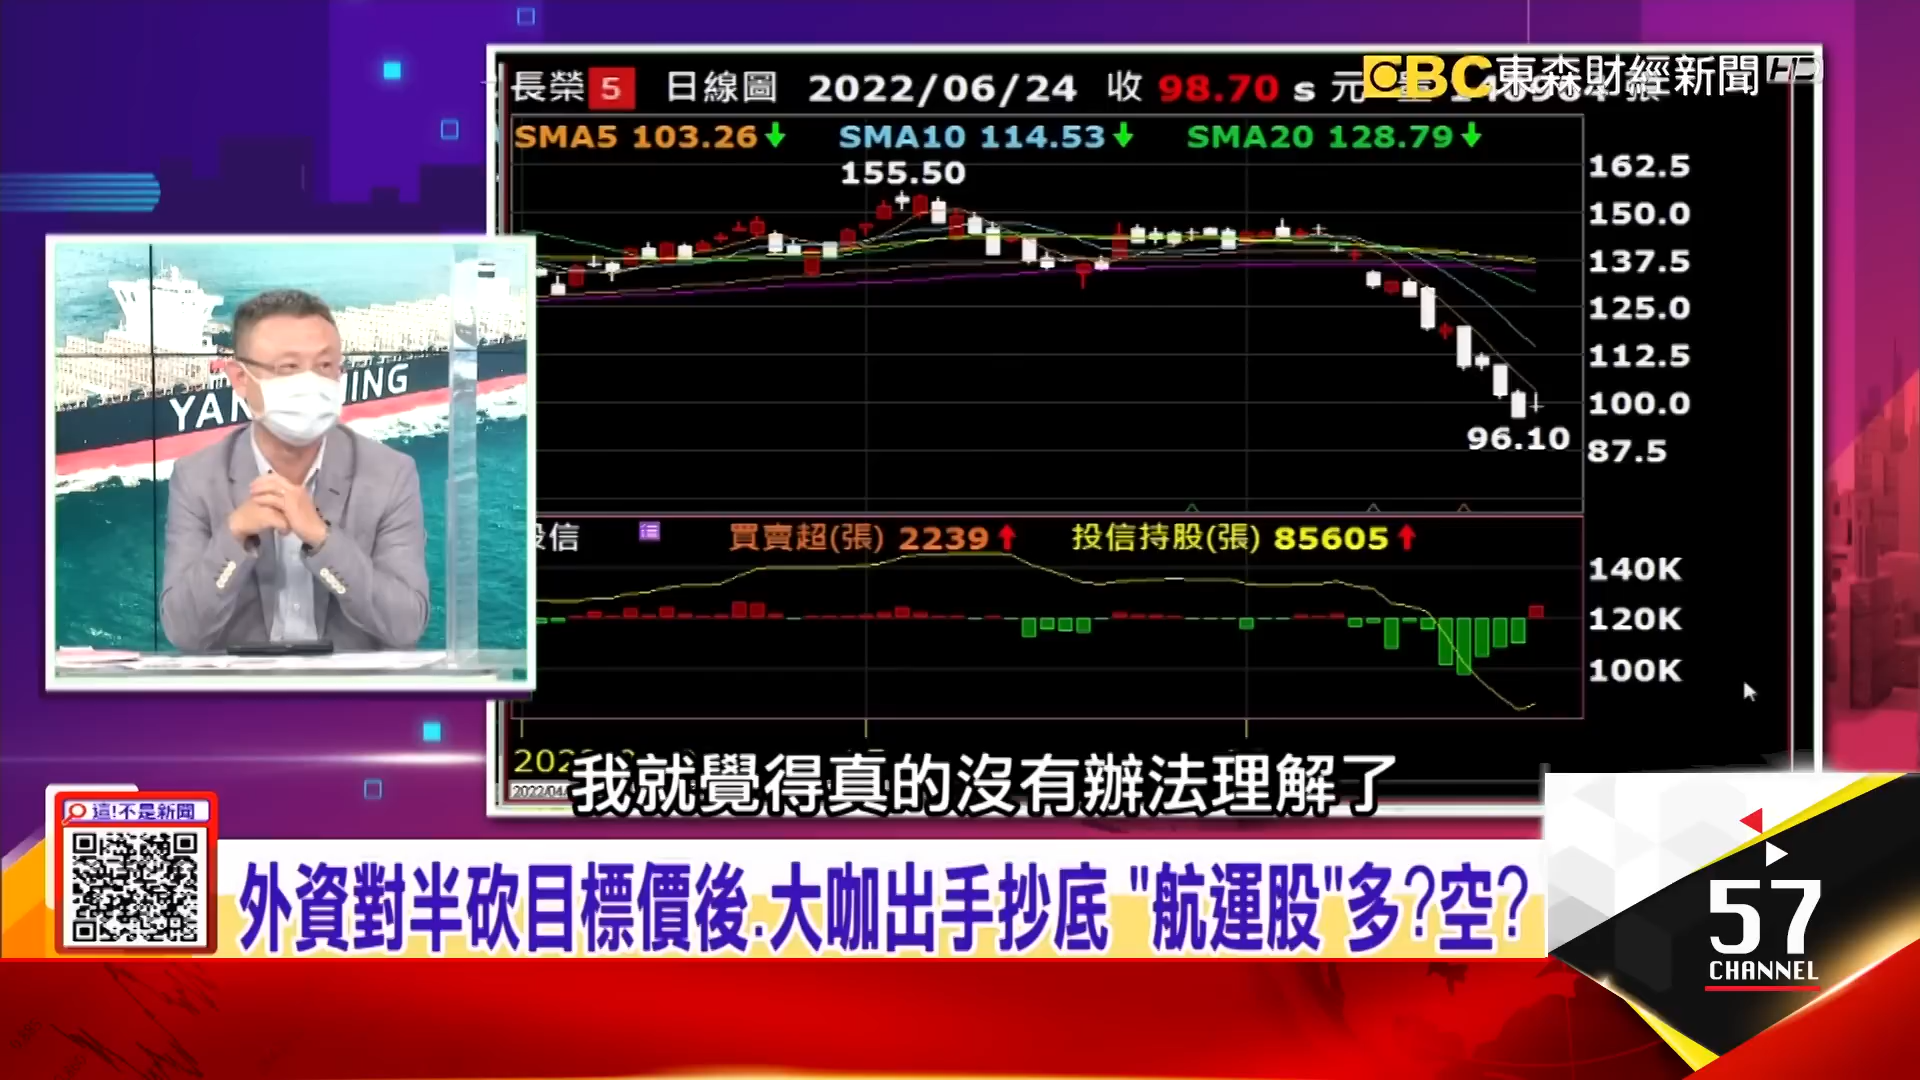 長榮 5 日線圖 2022/06/24 收 98.70 s 元
EBC 東森財經新聞 HD
SMA5 103.26 SMA10 114.53 SMA20 128.79
155.50
162.5
150.0
137.5
125.0
112.5
100.0
96.10
87.5
YAN
ING
投信 買賣超(張) 2239 投信持股(張) 85605
140K
120K
100K
我就覺得真的沒有辦法理解了
這!不是新聞
外資對半砍目標價後.大咖出手抄底 "航運股"多?空?
57
CHANNEL